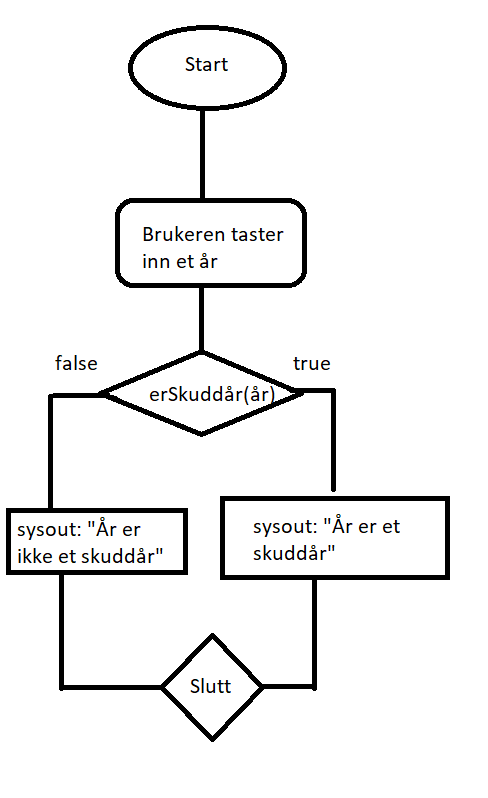 Start
Brukeren taster
inn et år
false
true
erSkuddår(år)
sysout: "År er
ikke et skuddår"
sysout: "År er et
skuddår"
Slutt